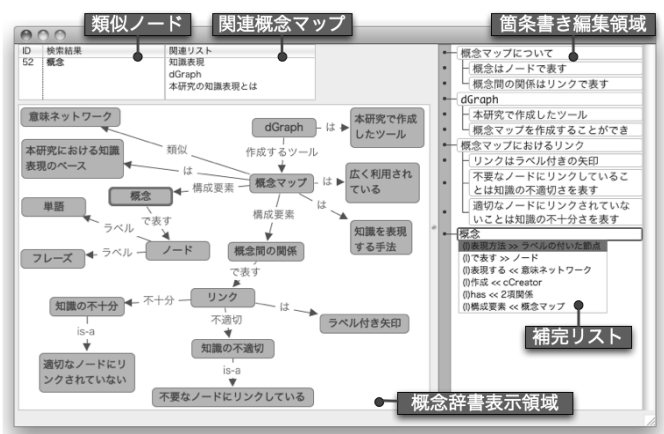 類似ノード
関連概念マップ
箇条書き編集領域
ID 検索結果 関連リスト
52 概念 知識表現
dGraph
本研究の知識表現とは
意味ネットワーク
類似
本研究における知識
表現のベース
は
概念
構成要素
で表す
単語
ラベル
フレーズ
ラベル
ノード
dGraph
は
本研究で作成
したツール
作成するツール
概念マップ
は
広く利用され
ている
は
知識を表現
する手法
構成要素
概念間の関係
で表す
リンク
不十分
知識の不十分
is-a
適切なノードにリ
ンクされていない
不適切
知識の不適切
is-a
不要なノードにリンクしている
は
ラベル付き矢印
概念マップについて
概念はノードで表す
概念間の関係はリンクで表す
dGraph
本研究で作成したツール
概念マップを作成することができ
概念マップにおけるリンク
リンクはラベル付きの矢印
不要なノードにリンクしているこ
とは知識の不適切さを表す
適切なノードにリンクされていな
いことは知識の不十分さを表す
概念
(l)表現方法 >> ラベルの付いた節点
(l)で表す >> ノード
(l)表現する << 意味ネットワーク
(l)作成 << cCreator
(l)has << 2項関係
(l)構成要素 << 概念マップ
補完リスト
概念辞書表示領域